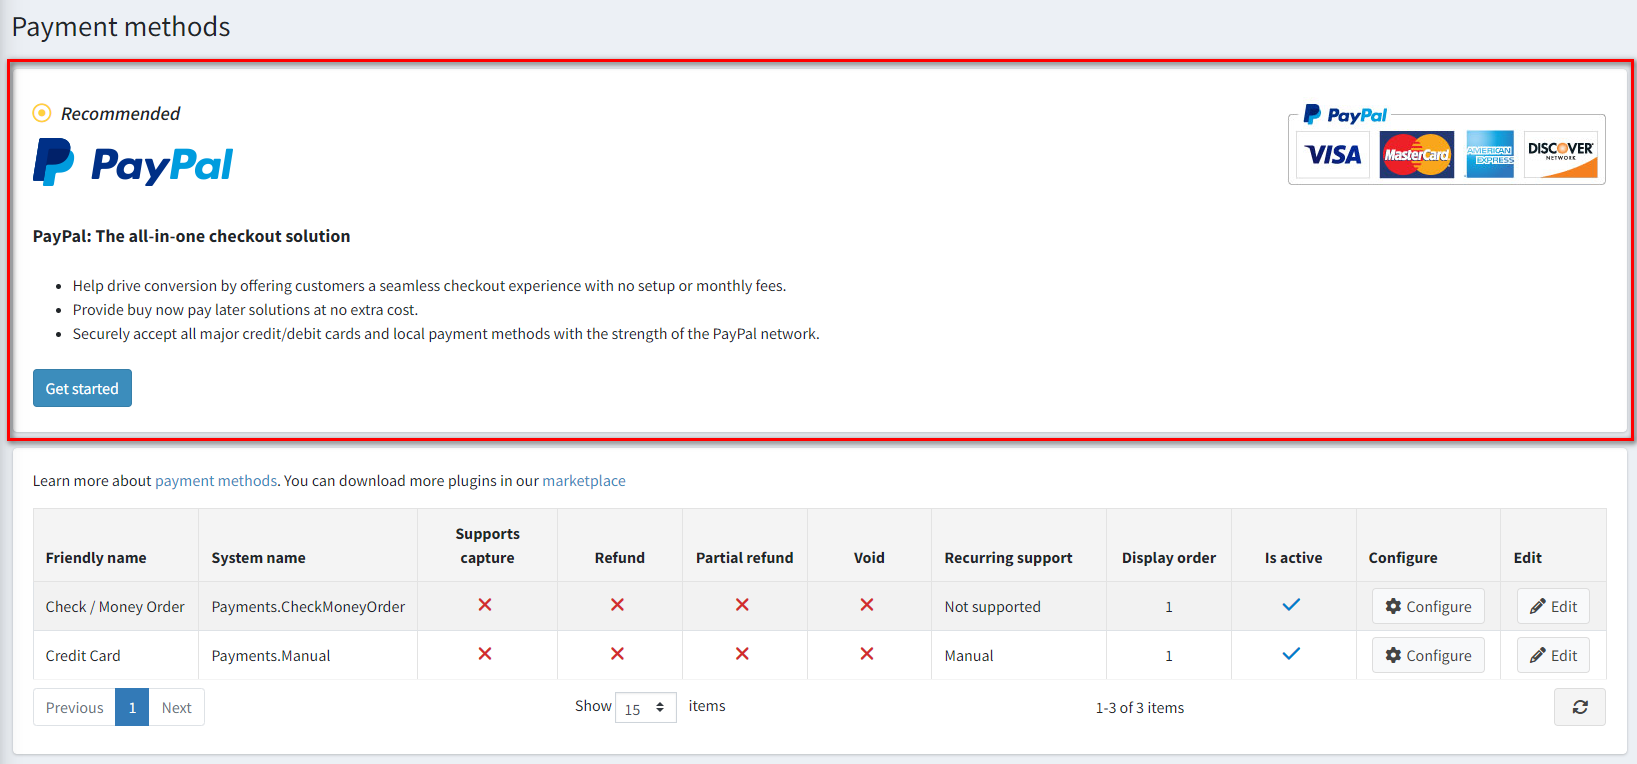 Payment methods
Recommended
PayPal
PayPal
VISA
MasterCard
AMERICAN
EXPRESS
DISCOVER
NETWORK
PayPal: The all-in-one checkout solution
Help drive conversion by offering customers a seamless checkout experience with no setup or monthly fees.
Provide buy now pay later solutions at no extra cost.
Securely accept all major credit/debit cards and local payment methods with the strength of the PayPal network.
Get started
Learn more about payment methods. You can download more plugins in our marketplace
Friendly name System name Supports capture Refund Partial refund Void Recurring support Display order Is active Configure Edit
Check / Money Order Payments.CheckMoneyOrder Not supported 1 Configure Edit
Credit Card Payments.Manual Manual 1 Configure Edit
Previous 1 Next Show 15 items 1-3 of 3 items